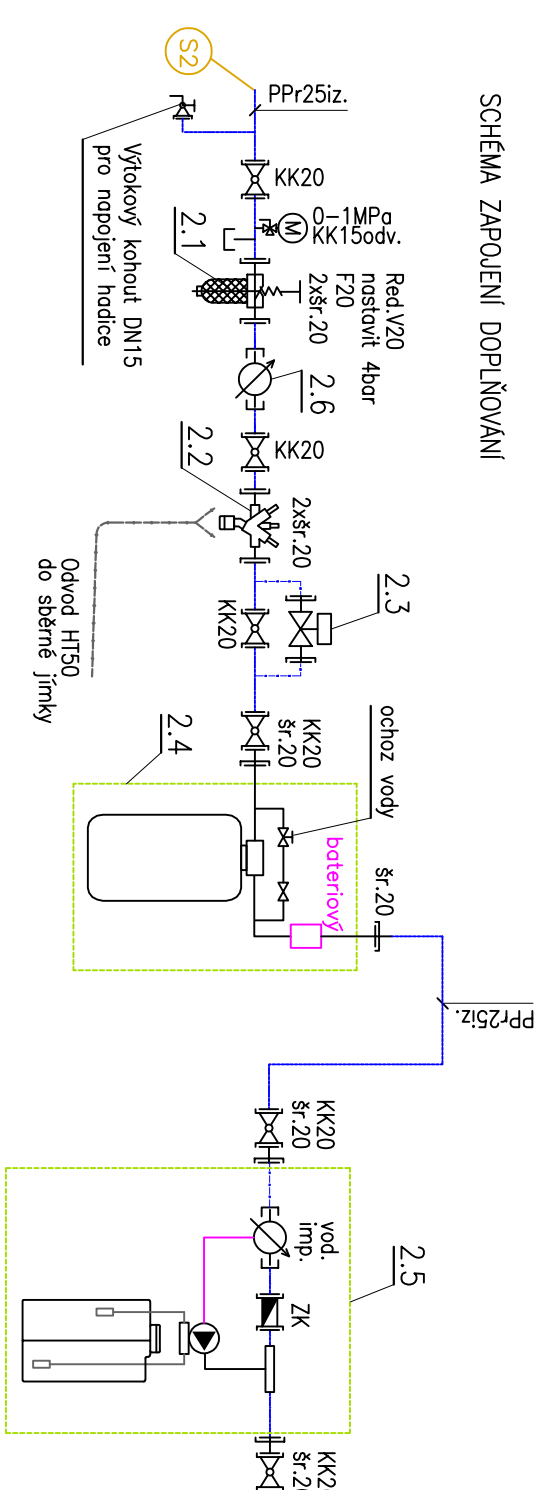 SCHÉMA ZAPOJENÍ DOPLŇOVÁNÍ
S2
PPr25iz.
Výtokový kohout DN15
pro napojení hadice
KK20
M
0-1MPa
KK15odv.
2.1
Red.V20
nastavit 4bar
F20
2xšr.20
2.6
KK20
2.2
2xšr.20
Odvod HT50
do sběrné jímky
2.3
KK20
KK20
šr.20
2.4
ochoz vody
bateriový
šr.20
PPr25iz.
KK20
šr.20
2.5
vod.
imp.
ZK
KK20
šr.20